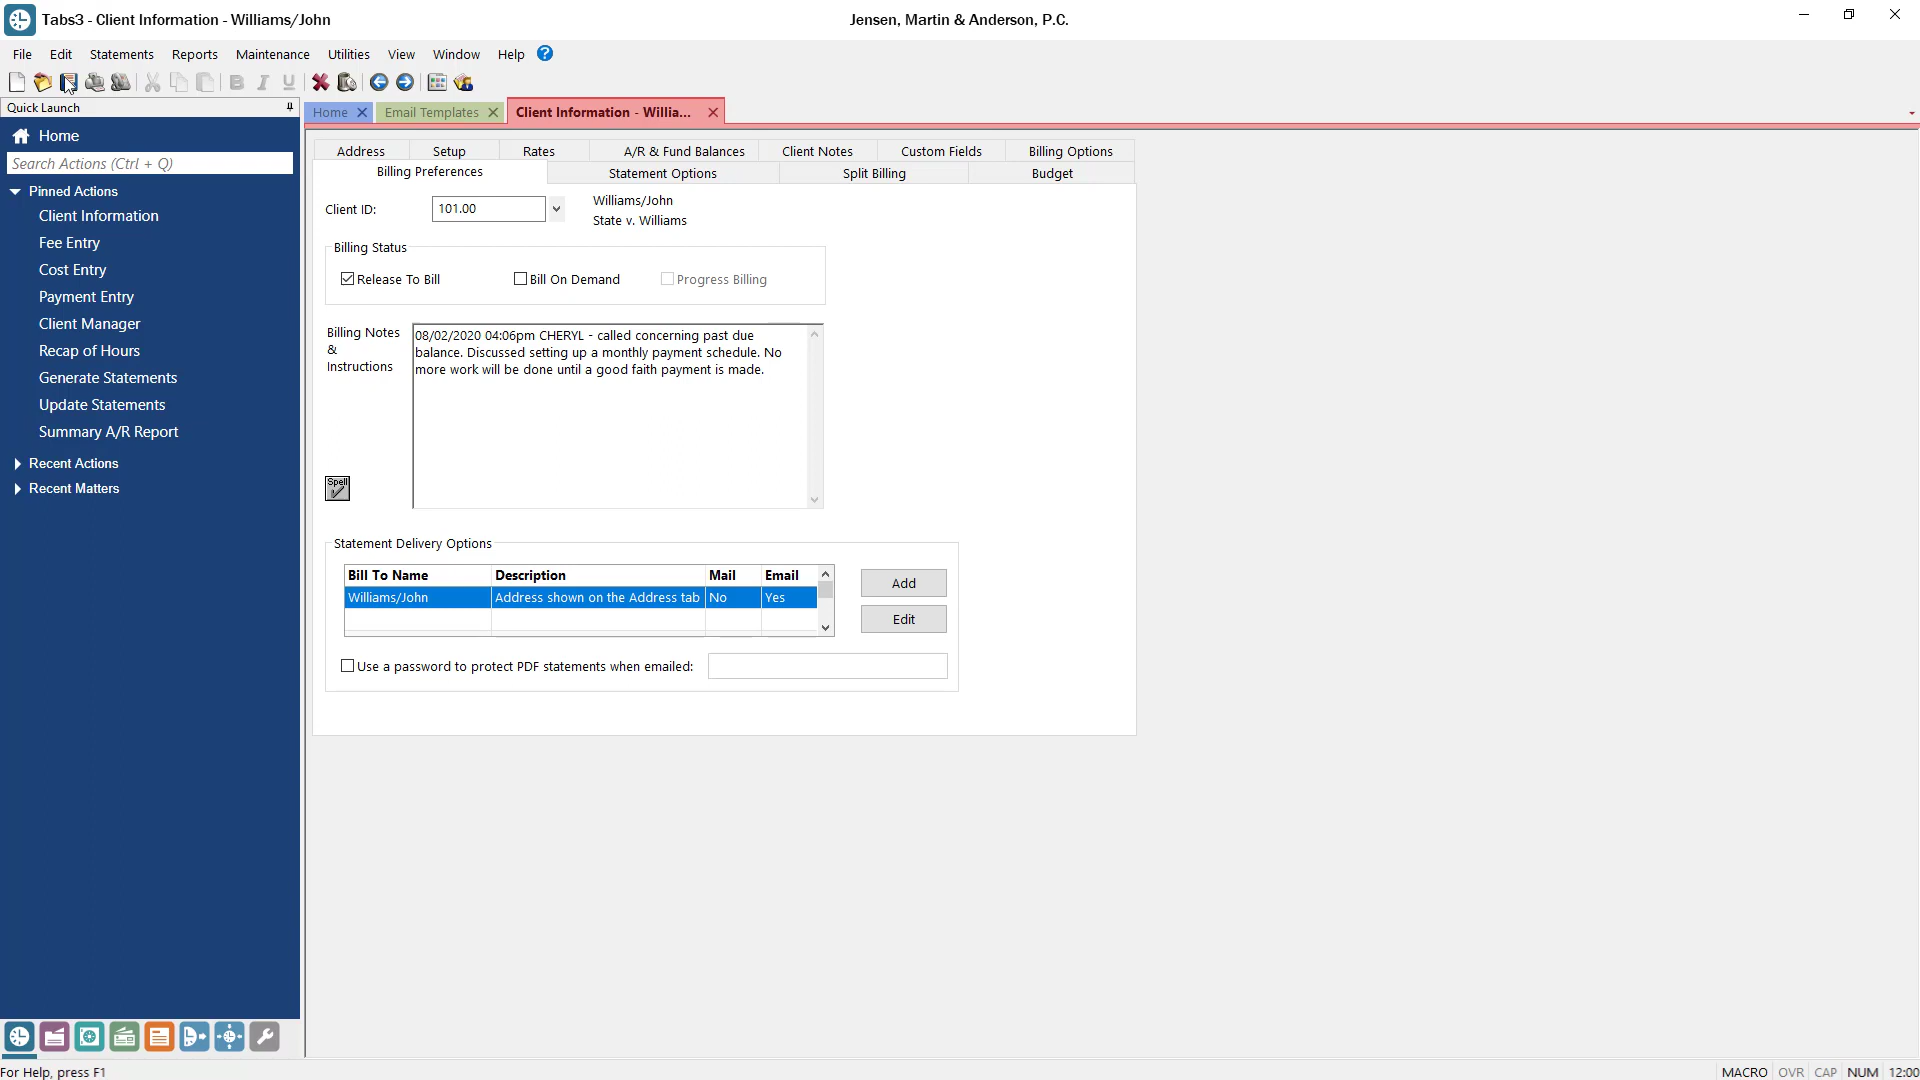 Tabs3 - Client Information - Williams/John
Jensen, Martin & Anderson, P.C.
File Edit Statements Reports Maintenance Utilities View Window Help ?
B I U
Quick Launch
Home
Search Actions (Ctrl + Q)
Pinned Actions
Client Information
Fee Entry
Cost Entry
Payment Entry
Client Manager
Recap of Hours
Generate Statements
Update Statements
Summary A/R Report
Recent Actions
Recent Matters
Home Email Templates Client Information - Willia...
Address Setup Rates A/R & Fund Balances Client Notes Custom Fields Billing Options
Billing Preferences Statement Options Split Billing Budget
Client ID: 101.00 Williams/John
State v. Williams
Billing Status
Release To Bill Bill On Demand Progress Billing
Billing Notes
&
Instructions
08/02/2020 04:06pm CHERYL - called concerning past due
balance. Discussed setting up a monthly payment schedule. No
more work will be done until a good faith payment is made.
Spell
Statement Delivery Options
Bill To Name Description Mail Email
Williams/John Address shown on the Address tab No Yes
Add
Edit
Use a password to protect PDF statements when emailed:
For Help, press F1
MACRO OVR CAP NUM 12:00